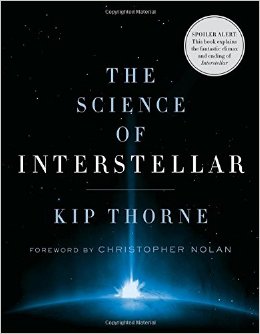 SPOILER ALERT:
This book explains
the fantastic climax
and ending of
Interstellar
THE
SCIENCE
OF
INTERSTELLAR
KIP THORNE
FOREWORD BY CHRISTOPHER NOLAN